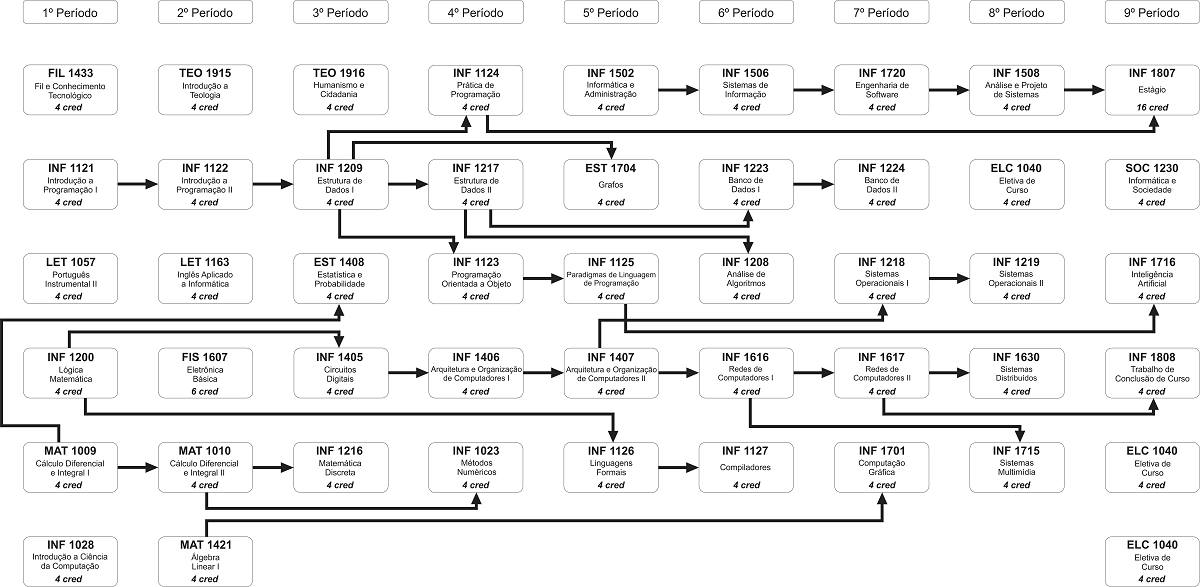 1º Período
2º Período
3º Período
4º Período
5º Período
6º Período
7º Período
8º Período
9º Período
FIL 1433
Fil e Conhecimento
Tecnológico
4 cred
TEO 1915
Introdução a
Teologia
4 cred
TEO 1916
Humanismo e
Cidadania
4 cred
INF 1124
Prática de
Programação
4 cred
INF 1502
Informática e
Administração
4 cred
INF 1506
Sistemas de
Informação
4 cred
INF 1720
Engenharia de
Software
4 cred
INF 1508
Análise e Projeto
de Sistemas
4 cred
INF 1807
Estágio
16 cred
INF 1121
Introdução a
Programação I
4 cred
INF 1122
Introdução a
Programação II
4 cred
INF 1209
Estrutura de
Dados I
4 cred
INF 1217
Estrutura de
Dados II
4 cred
EST 1704
Grafos
4 cred
INF 1223
Banco de
Dados I
4 cred
INF 1224
Banco de
Dados II
4 cred
ELC 1040
Eletiva de
Curso
4 cred
SOC 1230
Informática e
Sociedade
4 cred
LET 1057
Português
Instrumental II
4 cred
LET 1163
Inglês Aplicado
a Informática
4 cred
EST 1408
Estatística e
Probabilidade
4 cred
INF 1123
Programação
Orientada a Objeto
4 cred
INF 1125
Paradigmas de Linguagem
de Programação
4 cred
INF 1208
Análise de
Algoritmos
4 cred
INF 1218
Sistemas
Operacionais I
4 cred
INF 1219
Sistemas
Operacionais II
4 cred
INF 1716
Inteligência
Artificial
4 cred
INF 1200
Lógica
Matemática
4 cred
FIS 1607
Eletrônica
Básica
6 cred
INF 1405
Circuitos
Digitais
4 cred
INF 1406
Arquitetura e Organização
de Computadores I
4 cred
INF 1407
Arquitetura e Organização
de Computadores II
4 cred
INF 1616
Redes de
Computadores I
4 cred
INF 1617
Redes de
Computadores II
4 cred
INF 1630
Sistemas
Distribuídos
4 cred
INF 1808
Trabalho de
Conclusão de Curso
4 cred
MAT 1009
Cálculo Diferencial
e Integral I
4 cred
MAT 1010
Cálculo Diferencial
e Integral II
4 cred
INF 1216
Matemática
Discreta
4 cred
INF 1023
Métodos
Numèricos
4 cred
INF 1126
Linguagens
Formais
4 cred
INF 1127
Compiladores
4 cred
INF 1701
Computação
Gráfica
4 cred
INF 1715
Sistemas
Multimídia
4 cred
ELC 1040
Eletiva de
Curso
4 cred
INF 1028
Introdução a Ciência
da Computação
4 cred
MAT 1421
Álgebra
Linear I
4 cred
ELC 1040
Eletiva de
Curso
4 cred